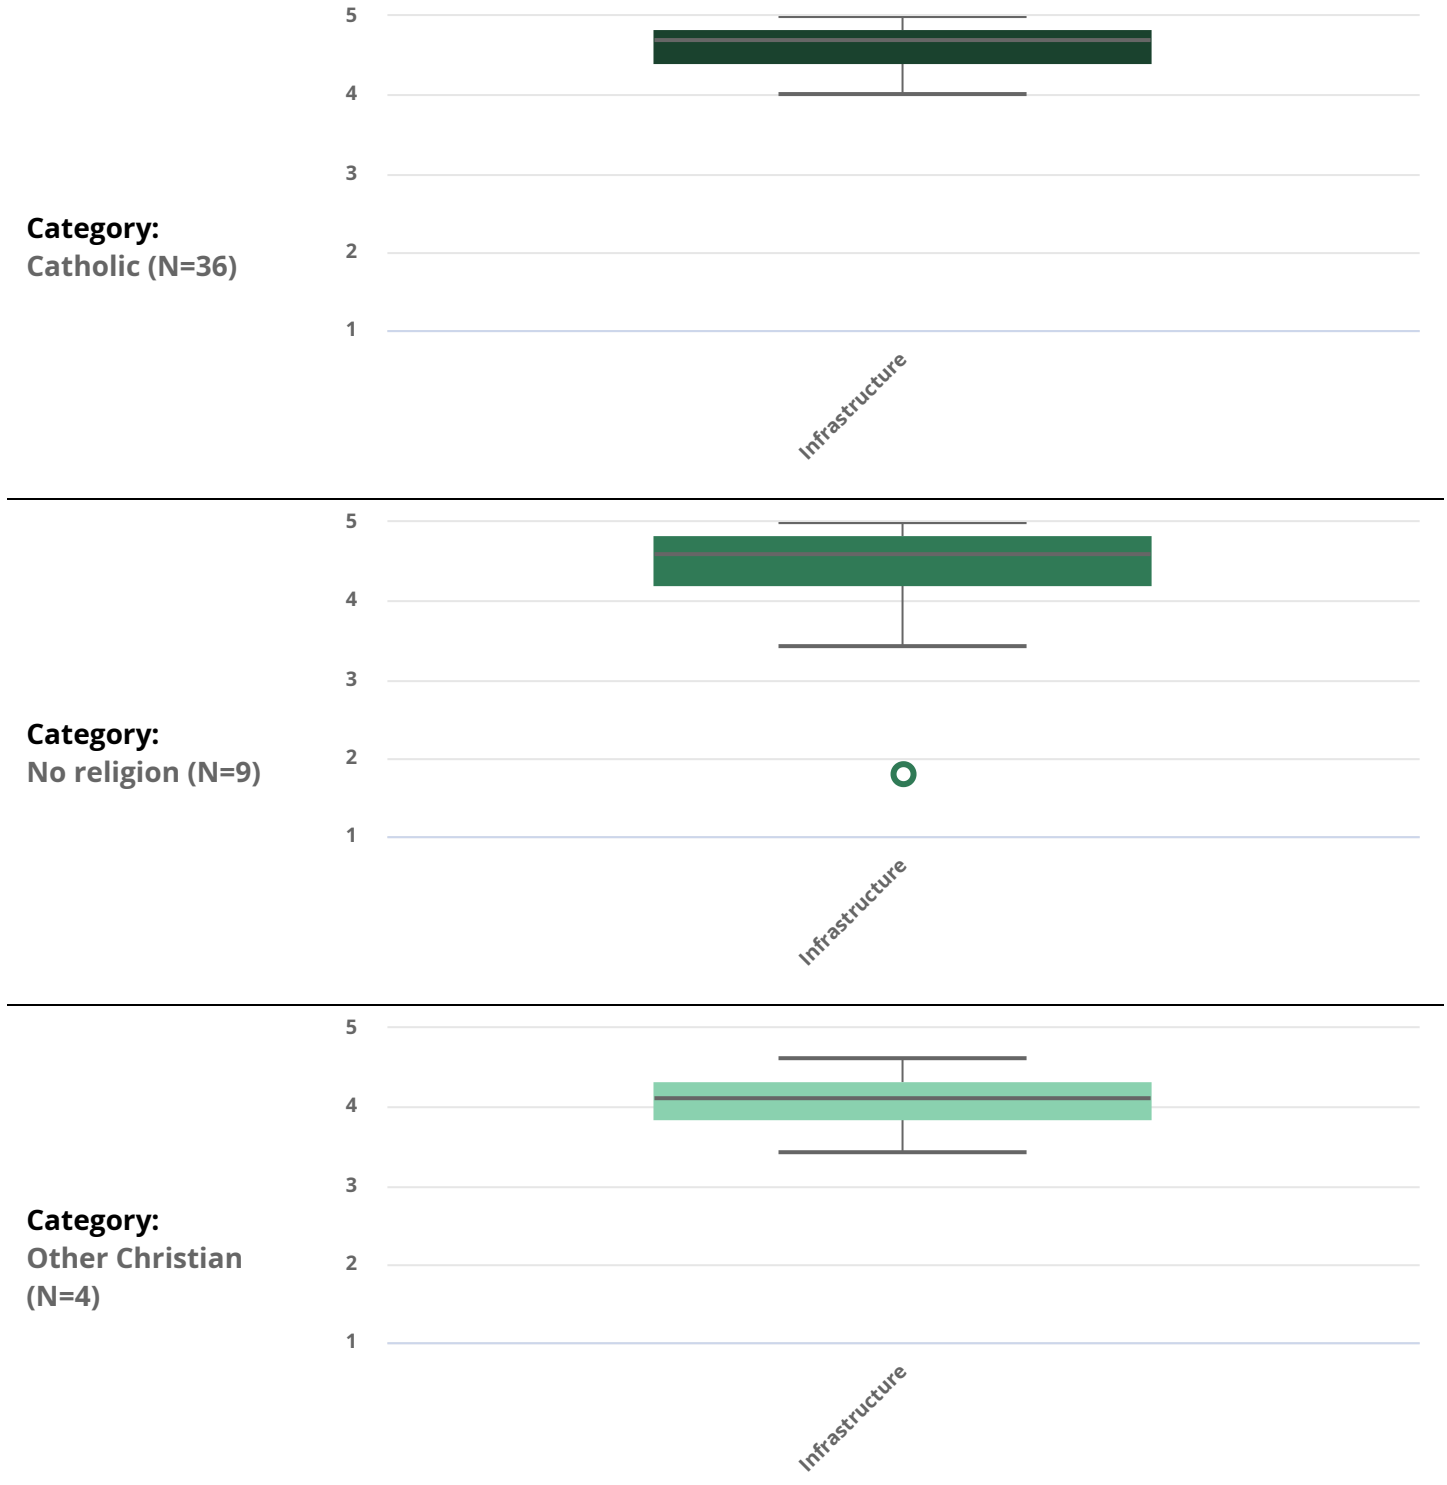 5
4
3
2
1
Category:
Catholic (N=36)
Infrastructure
5
4
3
2
1
Category:
No religion (N=9)
Infrastructure
5
4
3
2
1
Category:
Other Christian
(N=4)
Infrastructure